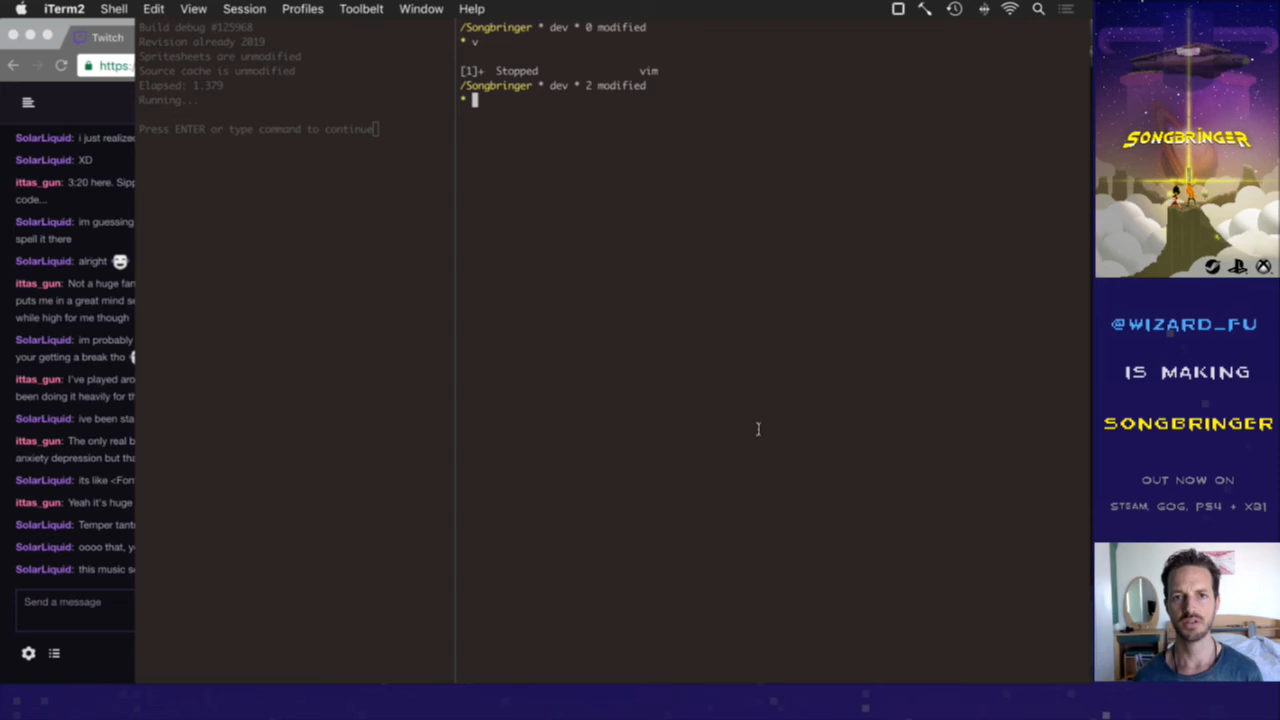 iTerm2 Shell Edit View Session Profiles Toolbelt Window Help
Twitch
https:
SolarLiquid: i just realized
SolarLiquid: XD
ittas_gun: 3:20 here. Sipp
code...
SolarLiquid: im guessing
spell it there
SolarLiquid: alright
ittas_gun: Not a huge fan
puts me in a great mind se
while high for me though
SolarLiquid: im probably
your getting a break tho
ittas_gun: I've played aro
been doing it heavily for th
SolarLiquid: ive been sta
ittas_gun: The only real b
anxiety depression but tha
SolarLiquid: its like <Fon
ittas_gun: Yeah it's huge
SolarLiquid: Temper tant
SolarLiquid: oooo that, y
SolarLiquid: this music s
Send a message
Build debug #125968
Revision already 2019
Spritesheets are unmodified
Source cache is unmodified
Elapsed: 1.379
Running...
Press ENTER or type command to continue
/Songbringer * dev * 0 modified
* v
[1]+ Stopped vim
/Songbringer * dev * 2 modified
*
SONGBRINGER
@WIZARD_FU
IS MAKING
SONGBRINGER
OUT NOW ON
STEAM, GOG, PS4 + XB1